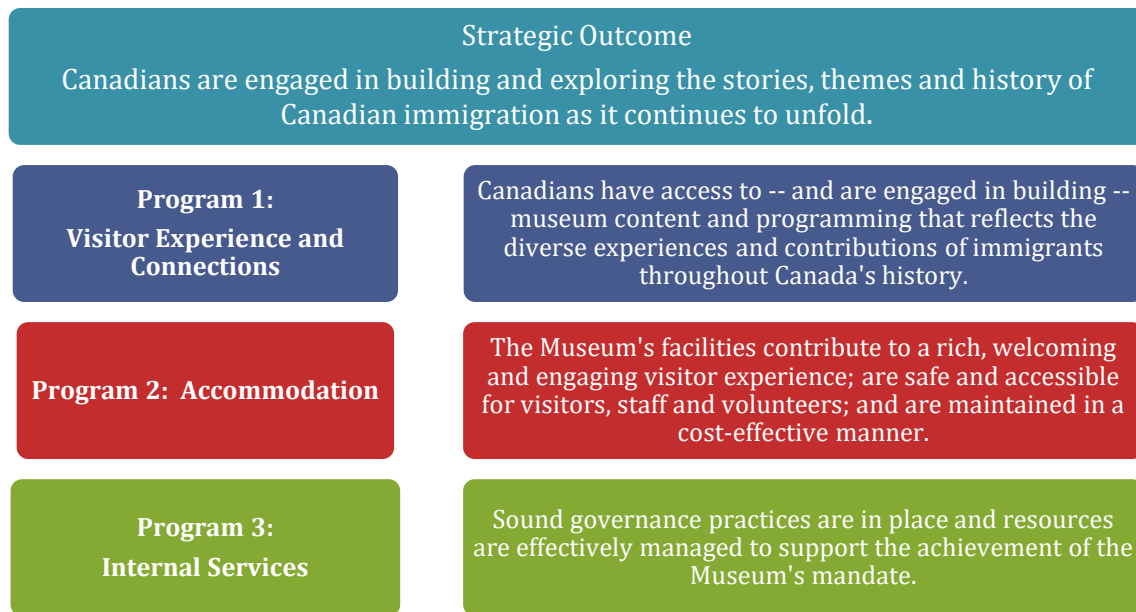 Strategic Outcome
Canadians are engaged in building and exploring the stories, themes and history of
Canadian immigration as it continues to unfold.
Program 1:
Visitor Experience and
Connections
Canadians have access to -- and are engaged in building --
museum content and programming that reflects the
diverse experiences and contributions of immigrants
throughout Canada's history.
Program 2:  Accommodation
The Museum's facilities contribute to a rich, welcoming
and engaging visitor experience; are safe and accessible
for visitors, staff and volunteers; and are maintained in a
cost-effective manner.
Program 3:
Internal Services
Sound governance practices are in place and resources
are effectively managed to support the achievement of the
Museum's mandate.